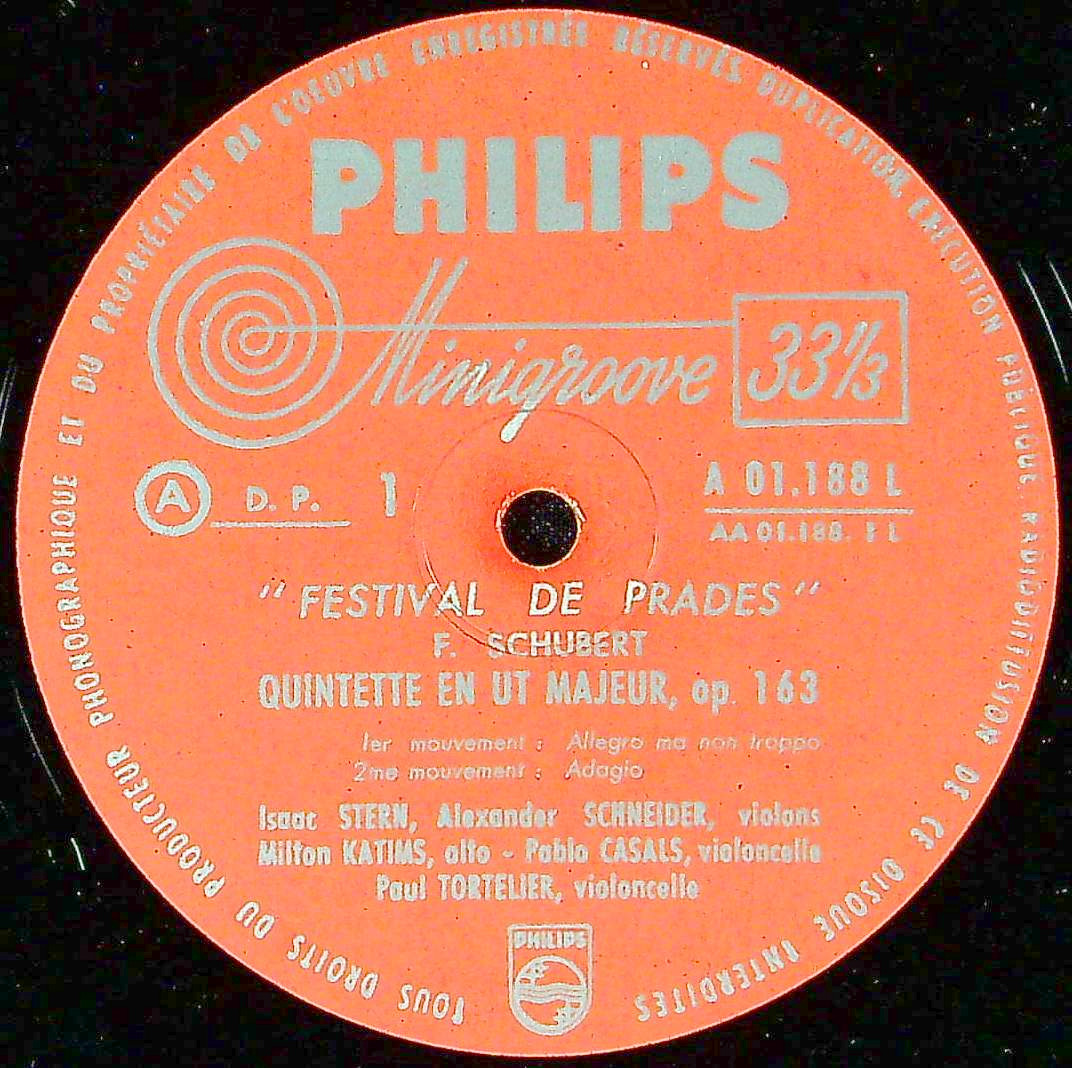 TOUS DROITS DU PRODUCTEUR PHONOGRAPHIQUE ET DU PROPRIÉTAIRE DE L'OEUVRE ENREGISTRÉE RÉSERVÉS DUPLICATION, EXÉCUTION PUBLIQUE, RADIODIFFUSION DE CE DISQUE INTERDITES
PHILIPS
Minigroove 33 1/3
A D. P. 1 A 01.188 L
AA 01.188. 1 L
"FESTIVAL DE PRADES"
F. SCHUBERT
QUINTETTE EN UT MAJEUR, op. 163
1er mouvement : Allegro ma non troppo
2me mouvement : Adagio
Isaac STERN, Alexander SCHNEIDER, violons
Milton KATIMS, alto - Pablo CASALS, violoncelle
Paul TORTELIER, violoncelle
PHILIPS